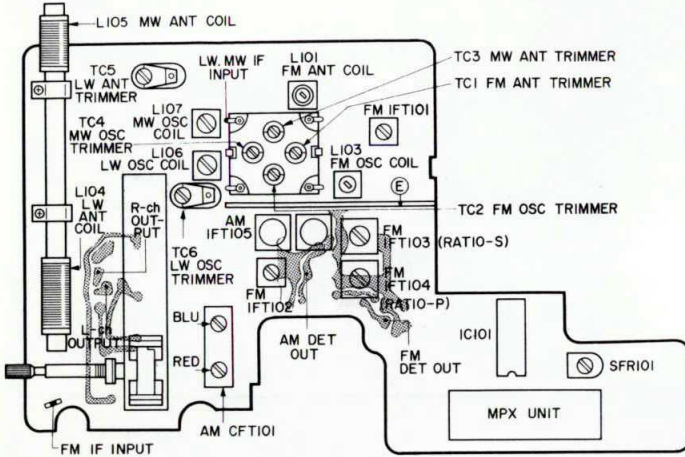 L105 MW ANT COIL
TC5
LW ANT
TRIMMER
LW. MW IF
INPUT
L101
FM ANT COIL
TC3 MW ANT TRIMMER
TC1 FM ANT TRIMMER
L107
MW OSC
COIL
TC4
MW OSC
TRIMMER
FM IFT101
L106
LW OSC COIL
L103
FM OSC COIL
E
L104
LW
ANT
COIL
R-ch
OUT-
PUT
TC6
LW OSC
TRIMMER
AM
IFT105
TC2 FM OSC TRIMMER
FM
IFT103 (RATIO-S)
FM
IFT102
FM
IFT104
(RATIO-P)
BLU
RED
L-ch
OUTPUT
AM DET
OUT
FM
DET OUT
IC101
SFR101
MPX UNIT
AM CFT101
FM IF INPUT